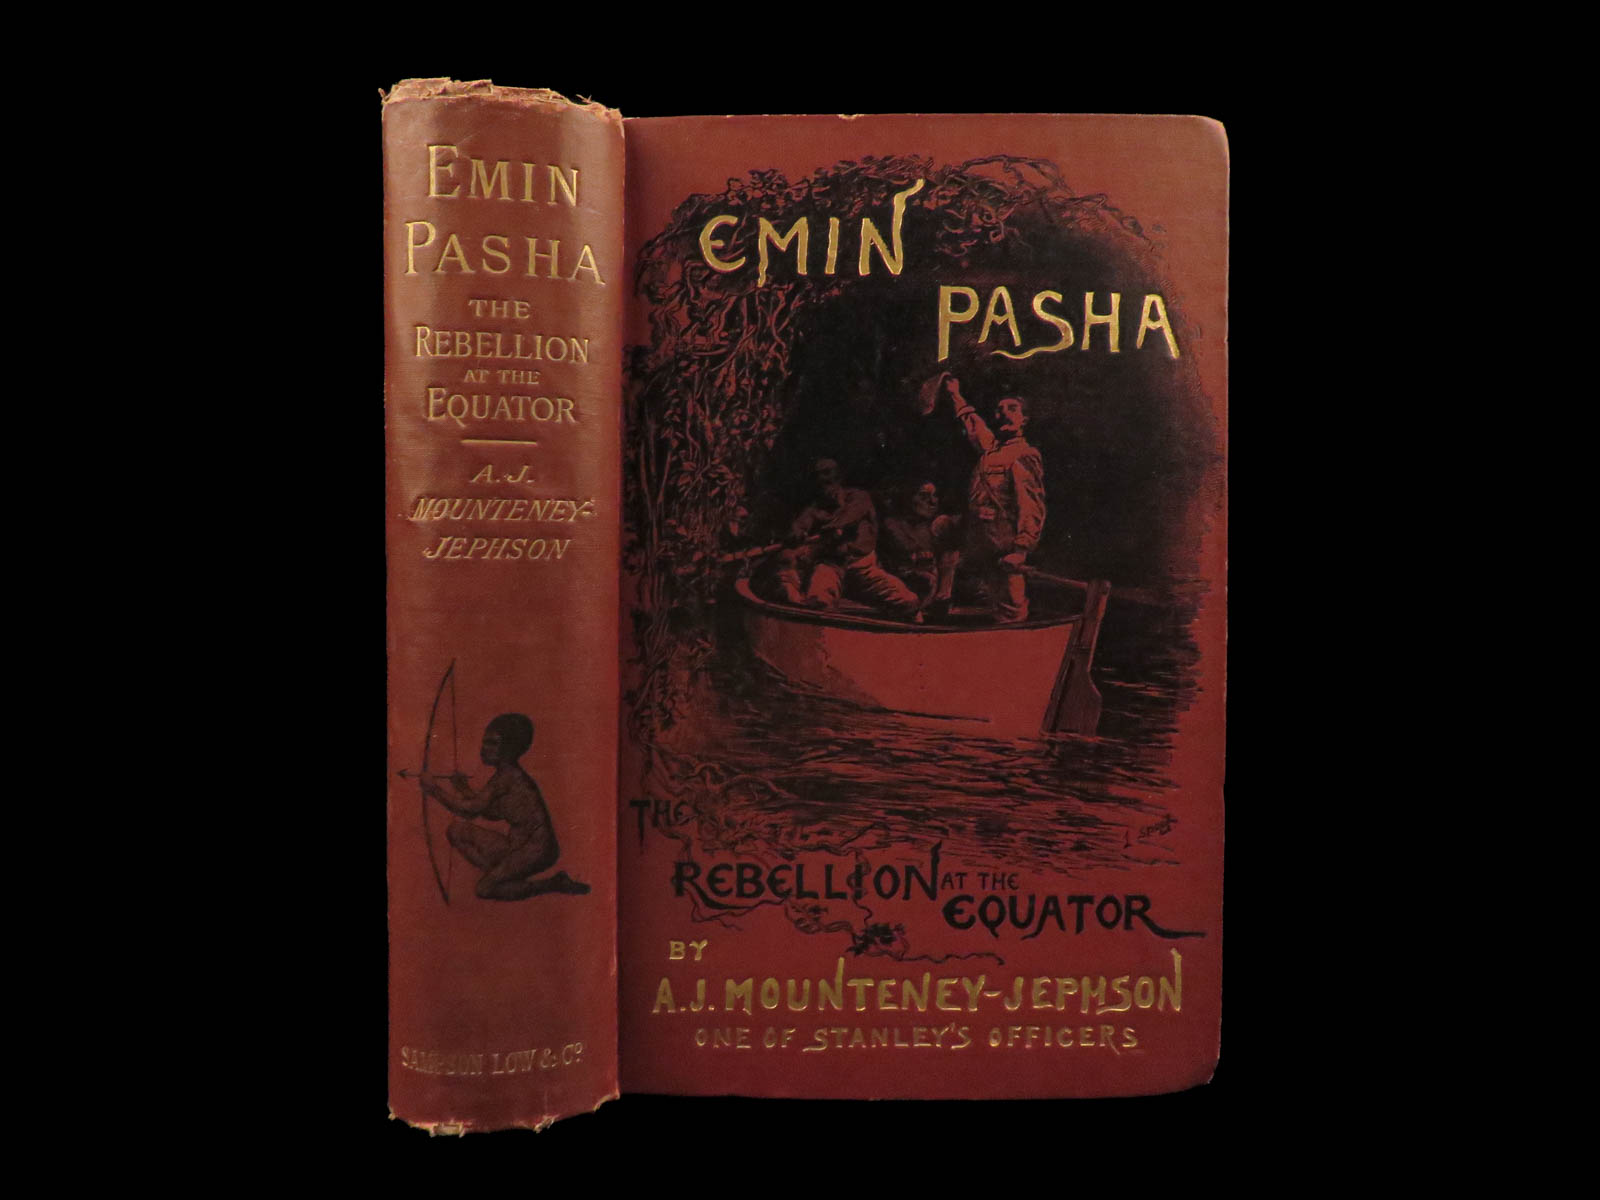 EMIN
PASHA
THE
REBELLION
AT THE
EQUATOR
A. J.
MOUNTENEY-
JEPHSON
SAMPSON LOW & Co.
EMIN
PASHA
THE
REBELLION AT THE
EQUATOR
BY
A.J. MOUNTENEY-JEPHSON
ONE OF STANLEY'S OFFICERS